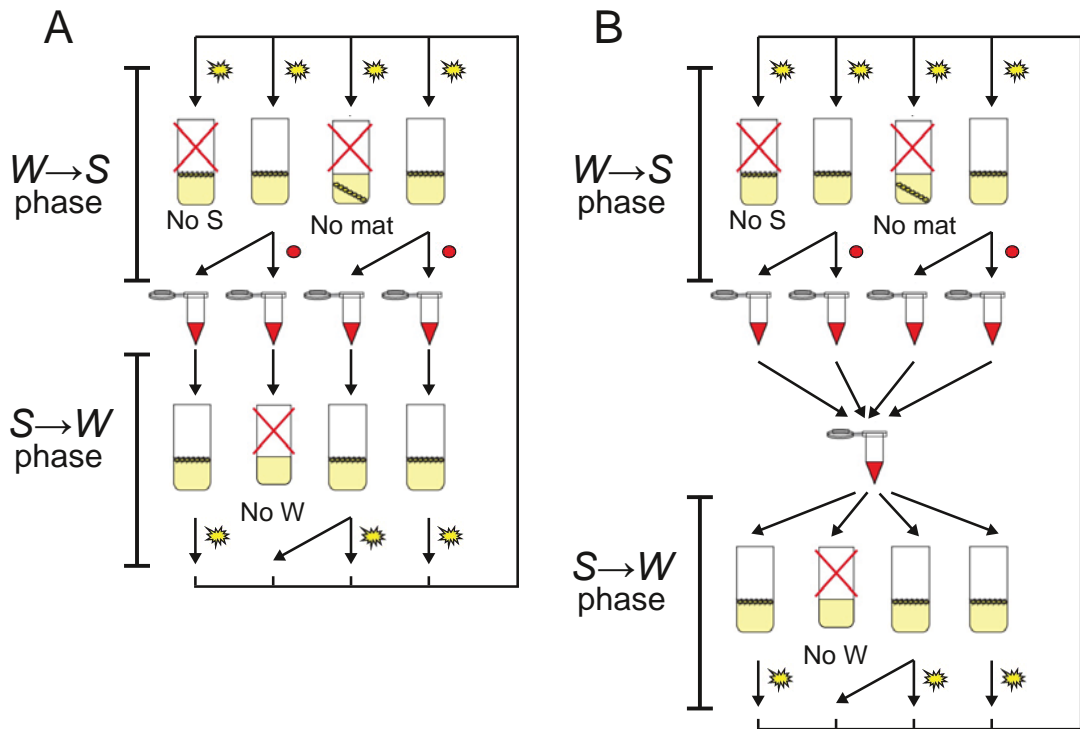 A
W→S
phase
No S
No mat
S→W
phase
No W
B
W→S
phase
No S
No mat
S→W
phase
No W